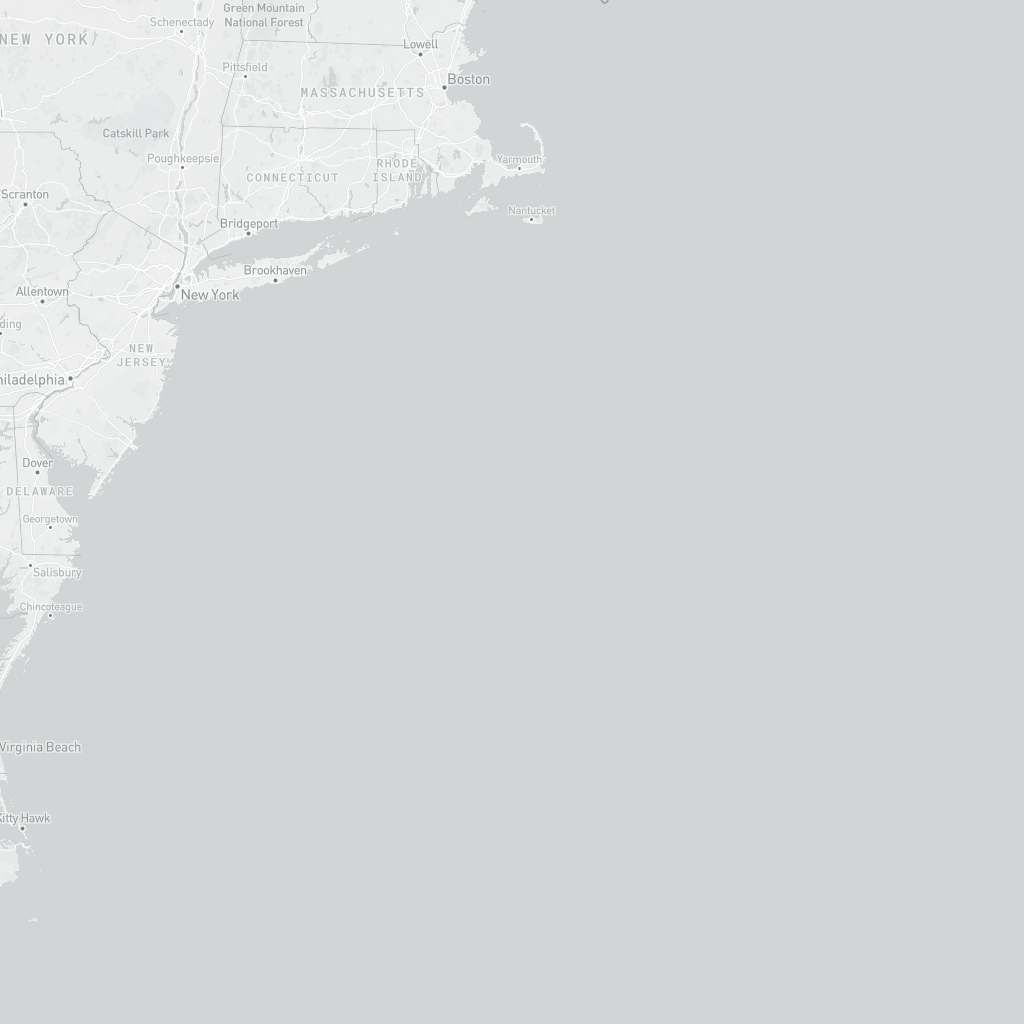 Green Mountain
National Forest
Schenectady
NEW YORK
Lowell
Pittsfield
Boston
MASSACHUSETTS
Catskill Park
Poughkeepsie
Yarmouth
RHODE
ISLAND
CONNECTICUT
Scranton
Nantucket
Bridgeport
Brookhaven
Allentown
New York
ding
NEW
JERSEY
hiladelphia
Dover
DELAWARE
Georgetown
Salisbury
Chincoteague
Virginia Beach
Kitty Hawk